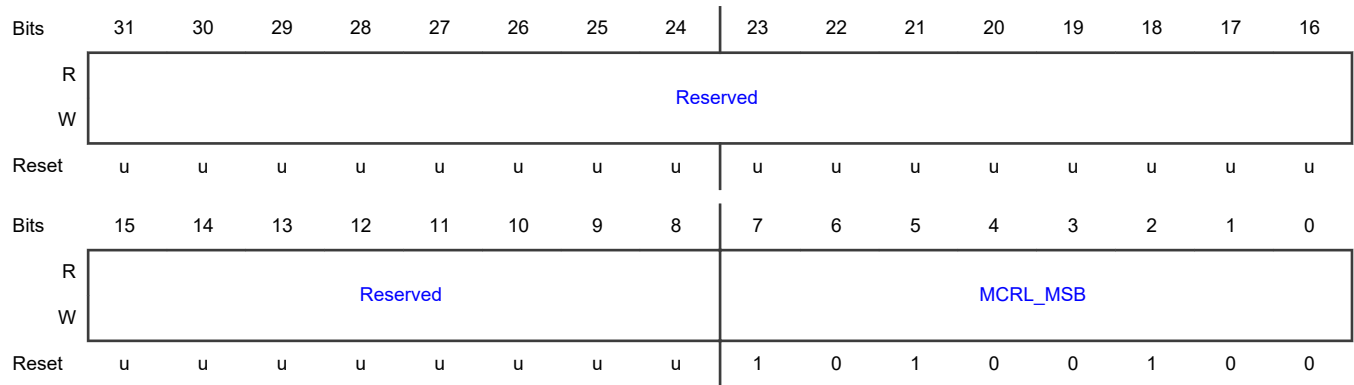 Bits 31 30 29 28 27 26 25 24 23 22 21 20 19 18 17 16
R
Reserved
W
Reset u u u u u u u u u u u u u u u u
Bits 15 14 13 12 11 10 9 8 7 6 5 4 3 2 1 0
R
Reserved MCRL_MSB
W
Reset u u u u u u u u 1 0 1 0 0 1 0 0